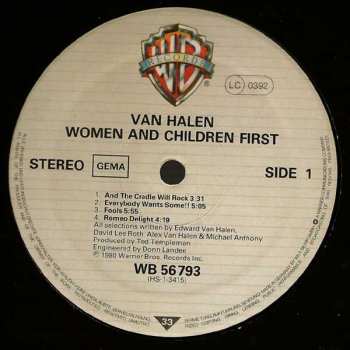 WB
RECORDS
LC 0392
VAN HALEN
WOMEN AND CHILDREN FIRST
STEREO GEMA SIDE 1
1. And The Cradle Will Rock 3:31
2. Everybody Wants Some!! 5:05
3. Fools 5:55
4. Romeo Delight 4:19
All selections written by Edward Van Halen,
David Lee Roth, Alex Van Halen & Michael Anthony
Produced by Ted Templeman
Engineered by Donn Landee
℗ 1980 Warner Bros. Records Inc.
WB 56793
(HS-1-3415)
33